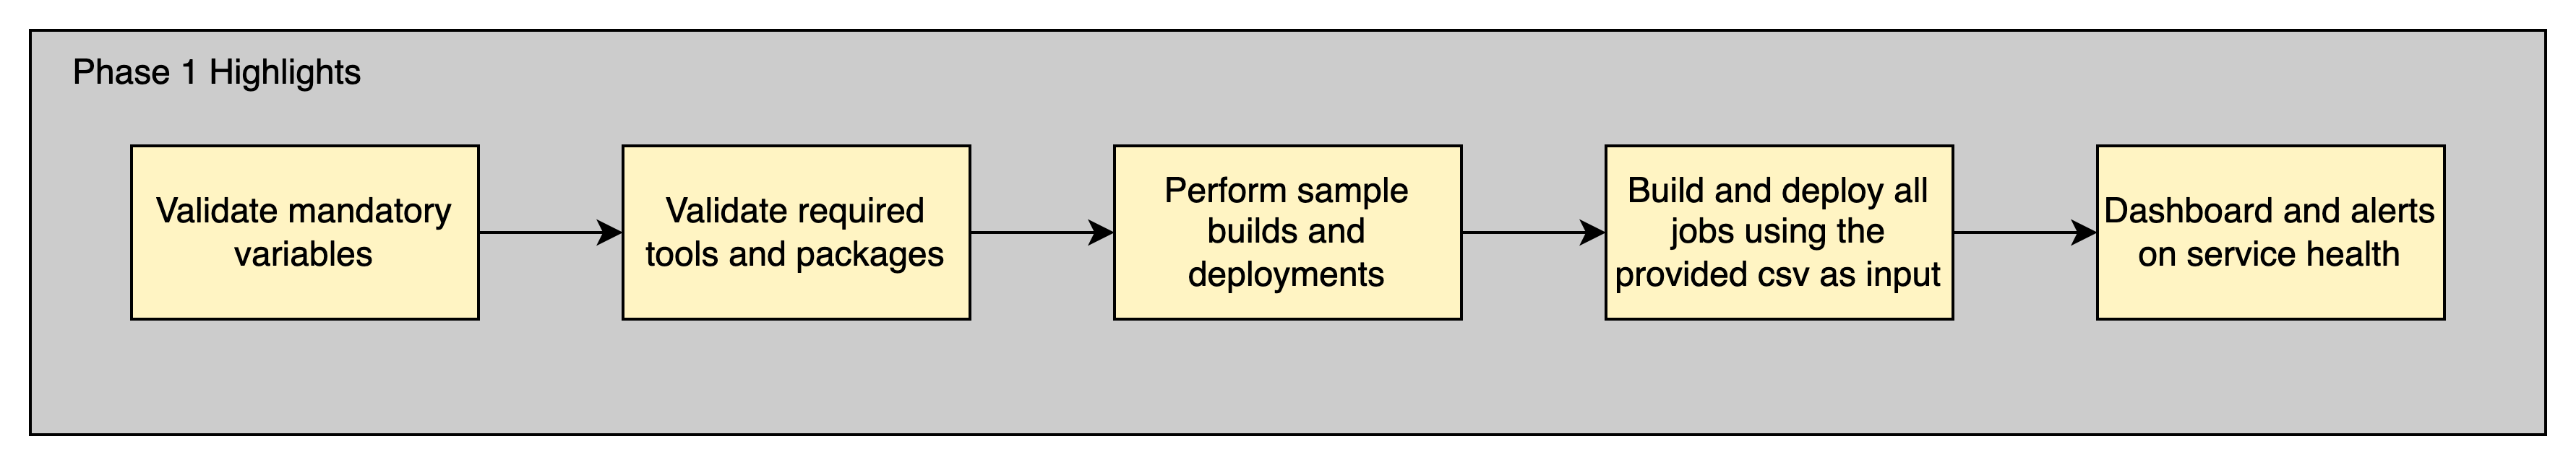 Phase 1 Highlights
Validate mandatory
variables
Validate required
tools and packages
Perform sample
builds and
deployments
Build and deploy all
jobs using the
provided csv as input
Dashboard and alerts
on service health